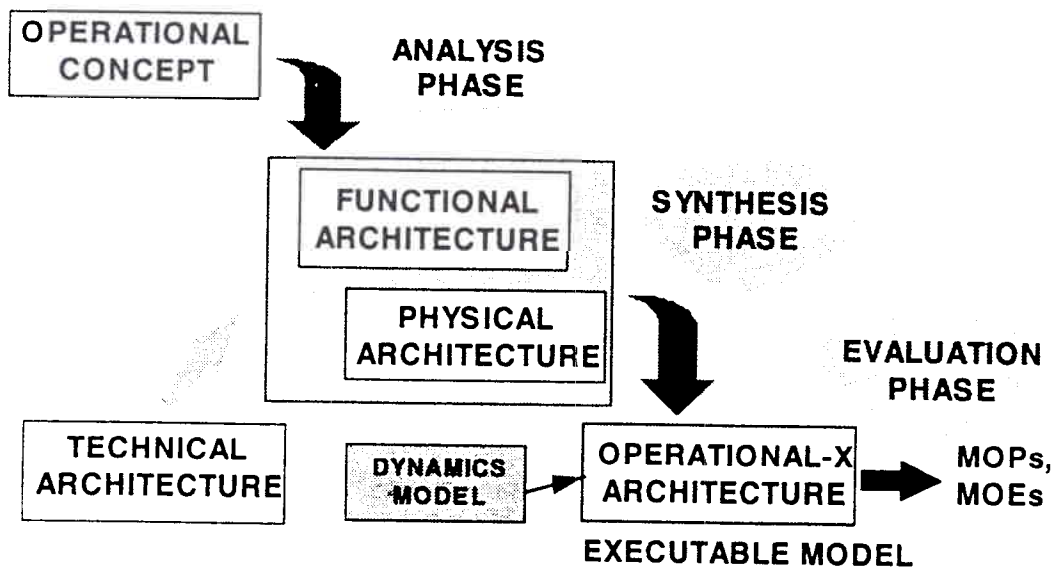 OPERATIONAL
CONCEPT
ANALYSIS
PHASE
FUNCTIONAL
ARCHITECTURE
SYNTHESIS
PHASE
PHYSICAL
ARCHITECTURE
EVALUATION
PHASE
TECHNICAL
ARCHITECTURE
DYNAMICS
MODEL
OPERATIONAL-X
ARCHITECTURE
MOPs,
MOEs
EXECUTABLE MODEL